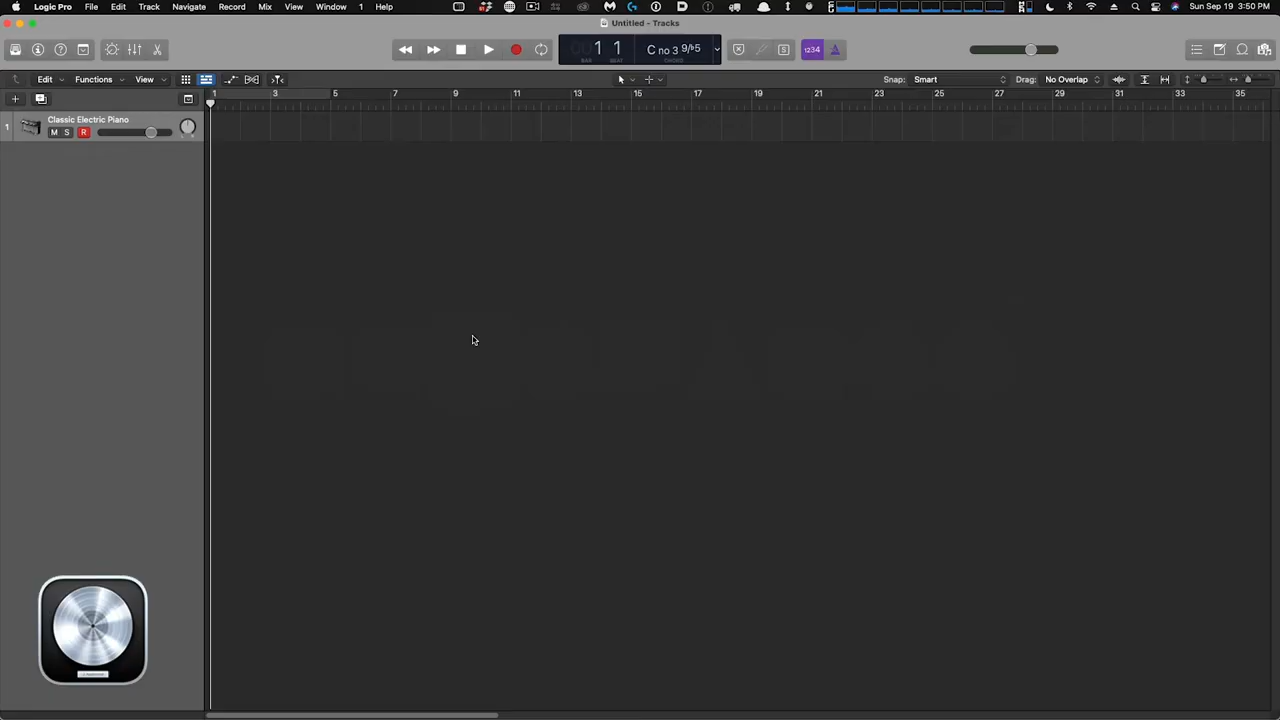 Logic Pro File Edit Track Navigate Record Mix View Window 1 Help Sun Sep 19 3:50 PM
Untitled - Tracks
1 1 C no 3 9/♭5 1234
BAR BEAT CHORD
Edit Functions View Snap: Smart Drag: No Overlap
1 3 5 7 9 11 13 15 17 19 21 23 25 27 29 31 33 35
1 Classic Electric Piano
M S R